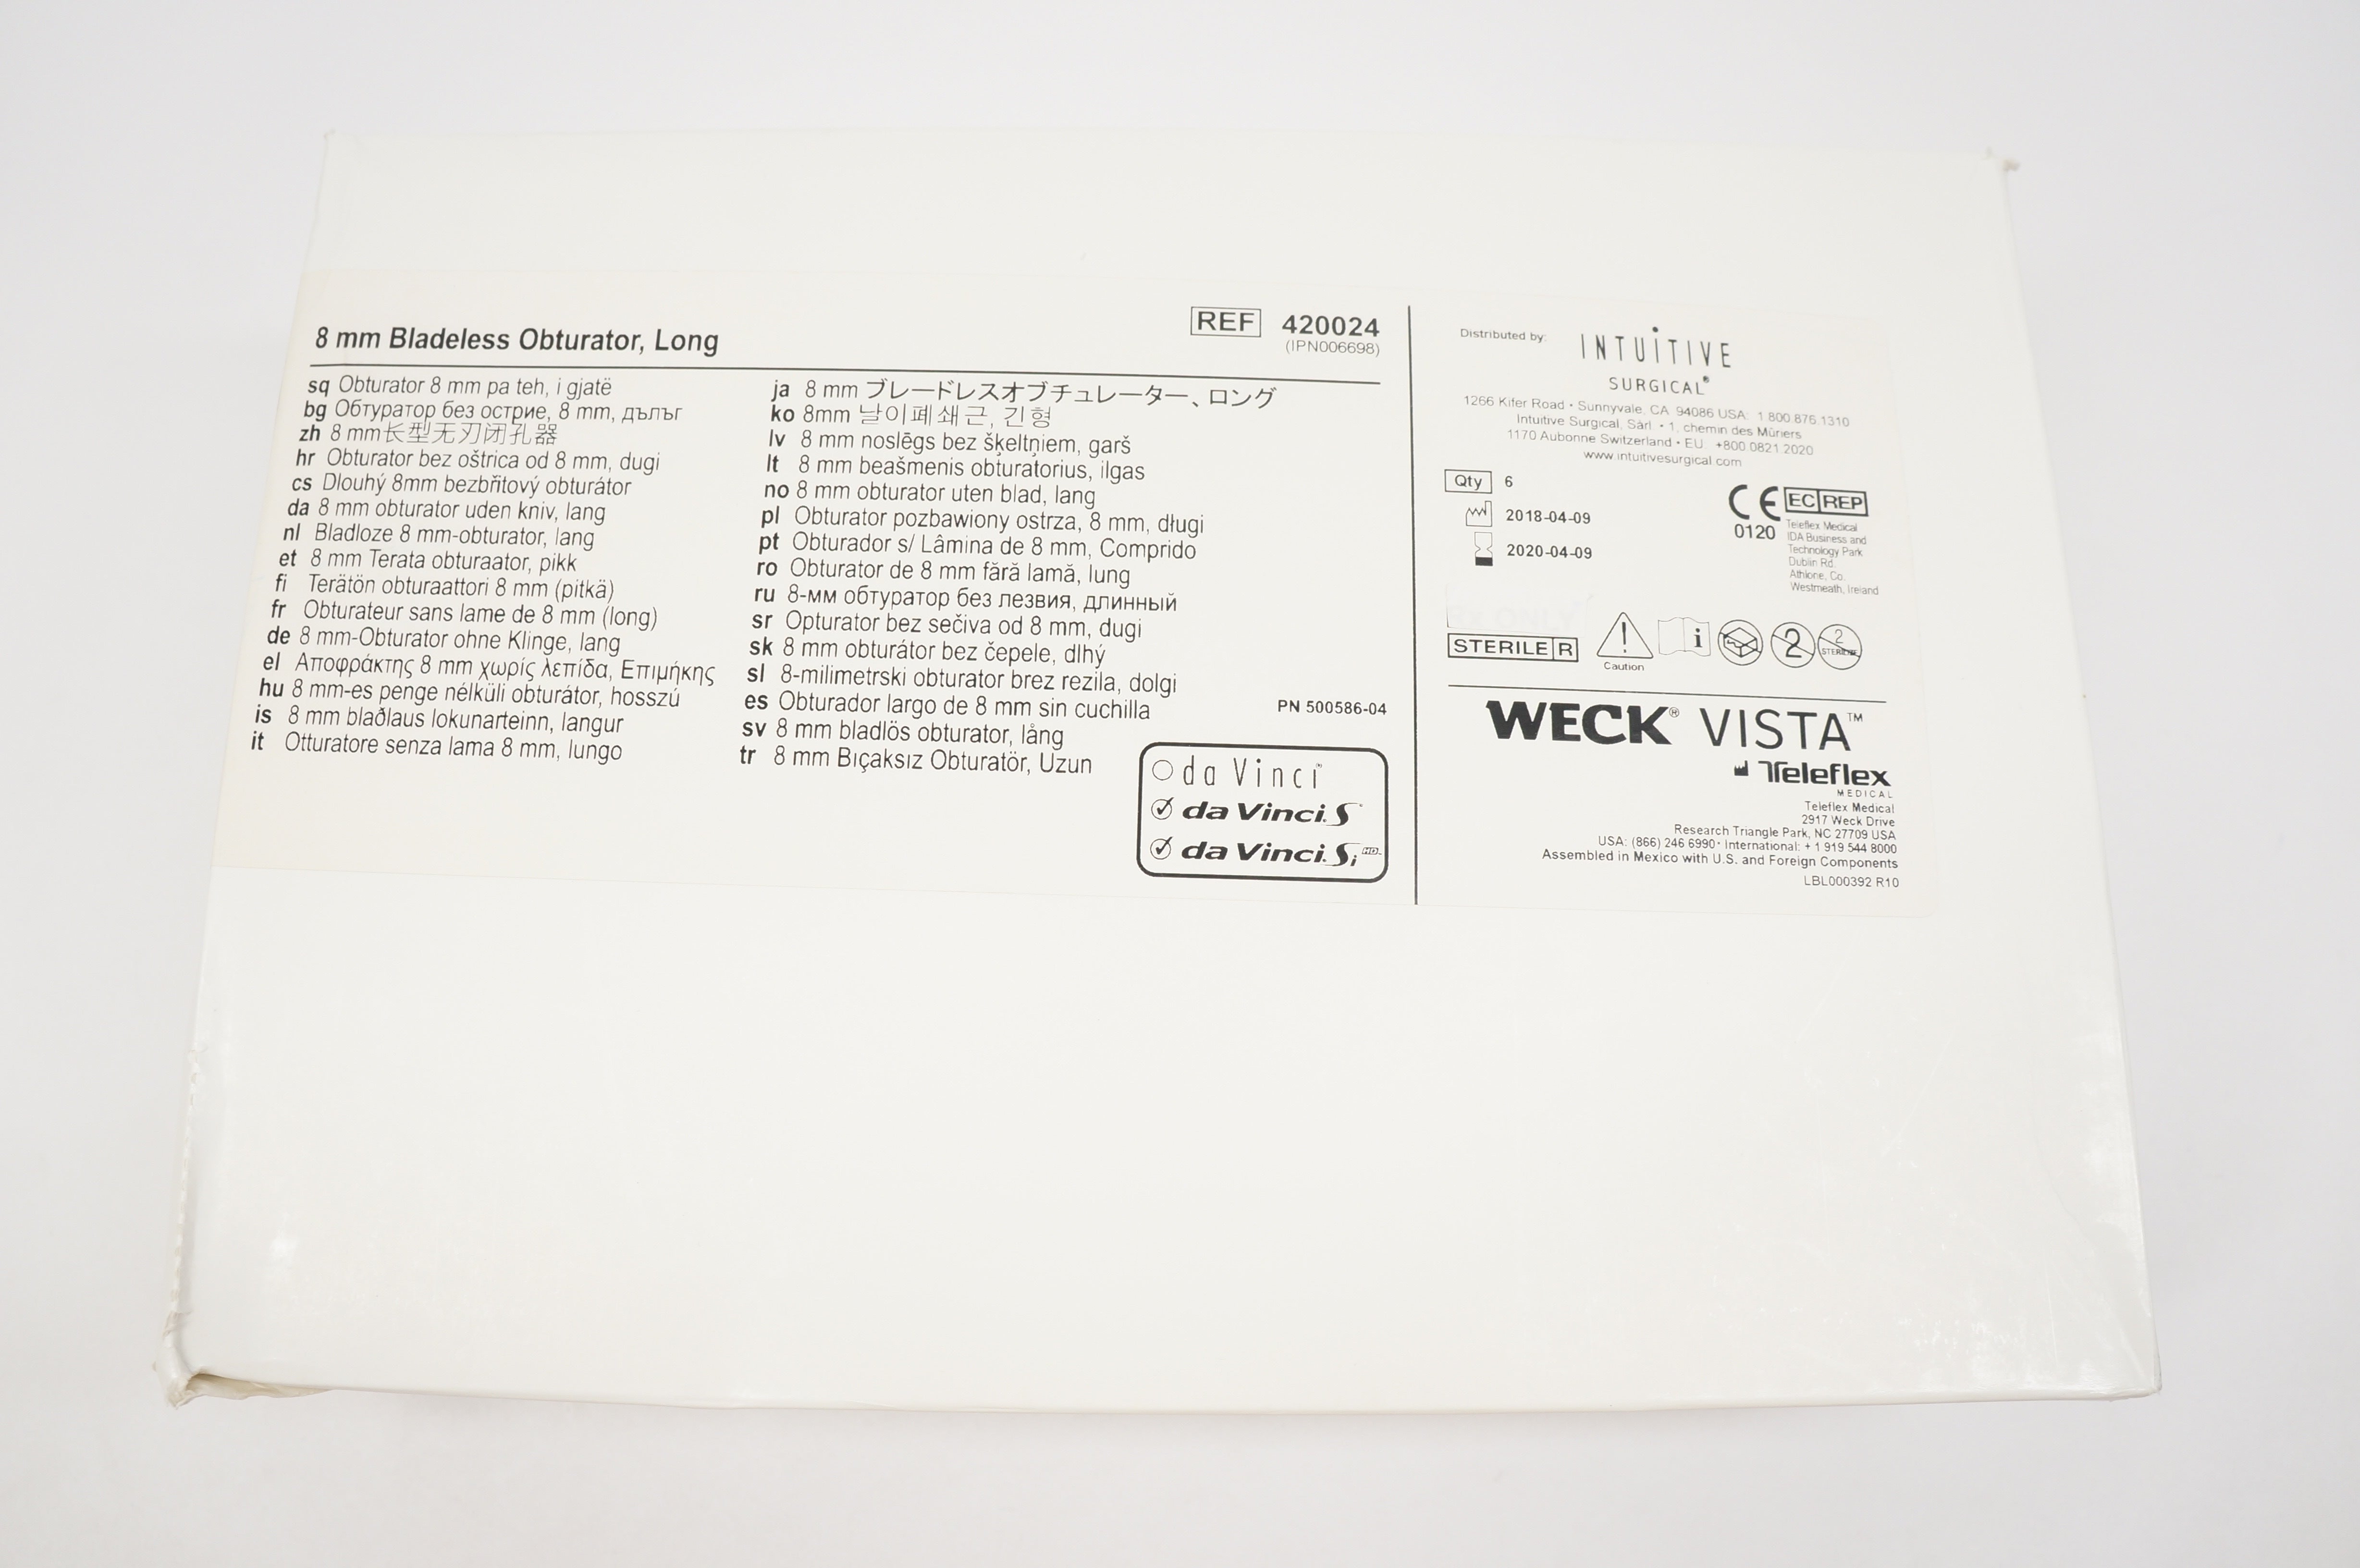 8 mm Bladeless Obturator, Long
REF 420024
(IPN006698)
sq Obturator 8 mm pa teh, i gjatë
bg Обтуратор без острие, 8 mm, дълъг
zh 8 mm长型无刃闭孔器
hr Obturator bez oštrica od 8 mm, dugi
cs Dlouhý 8mm bezbřitový obturátor
da 8 mm obturator uden kniv, lang
nl Bladloze 8 mm-obturator, lang
et 8 mm Terata obturaator, pikk
fi Terätön obturaattori 8 mm (pitkä)
fr Obturateur sans lame de 8 mm (long)
de 8 mm-Obturator ohne Klinge, lang
el Αποφράκτης 8 mm χωρίς λεπίδα, Επιμήκης
hu 8 mm-es penge nélküli obturátor, hosszú
is 8 mm blaðlaus lokunarteinn, langur
it Otturatore senza lama 8 mm, lungo
ja 8 mm ブレードレスオブチュレーター、ロング
ko 8mm 날이폐쇄근, 긴형
lv 8 mm noslēgs bez šķeltņiem, garš
lt 8 mm beašmenis obturatorius, ilgas
no 8 mm obturator uten blad, lang
pl Obturator pozbawiony ostrza, 8 mm, długi
pt Obturador s/ Lâmina de 8 mm, Comprido
ro Obturator de 8 mm fără lamă, lung
ru 8-мм обтуратор без лезвия, длинный
sr Opturator bez sečiva od 8 mm, dugi
sk 8 mm obturátor bez čepele, dlhý
sl 8-milimetrski obturator brez rezila, dolgi
es Obturador largo de 8 mm sin cuchilla
sv 8 mm bladlös obturator, lång
tr 8 mm Bıçaksız Obturatör, Uzun
PN 500586-04
da Vinci®
da Vinci. S™
da Vinci. Si HD™
Distributed by:
INTUITIVE
SURGICAL®
1266 Kifer Road • Sunnyvale, CA 94086 USA: 1.800.876.1310
Intuitive Surgical, Sàrl • 1, chemin des Mûriers
1170 Aubonne Switzerland • EU: +800.0821.2020
www.intuitivesurgical.com
Qty 6
2018-04-09
2020-04-09
CE
0120
EC REP
Teleflex Medical
IDA Business and
Technology Park
Dublin Rd.
Athlone, Co.
Westmeath, Ireland
Rx ONLY
STERILE R
Caution
i
2
2
STERILIZE
WECK® VISTA™
Teleflex
MEDICAL
Teleflex Medical
2917 Weck Drive
Research Triangle Park, NC 27709 USA
USA: (866) 246 6990 • International: + 1 919 544 8000
Assembled in Mexico with U.S. and Foreign Components
LBL000392 R10